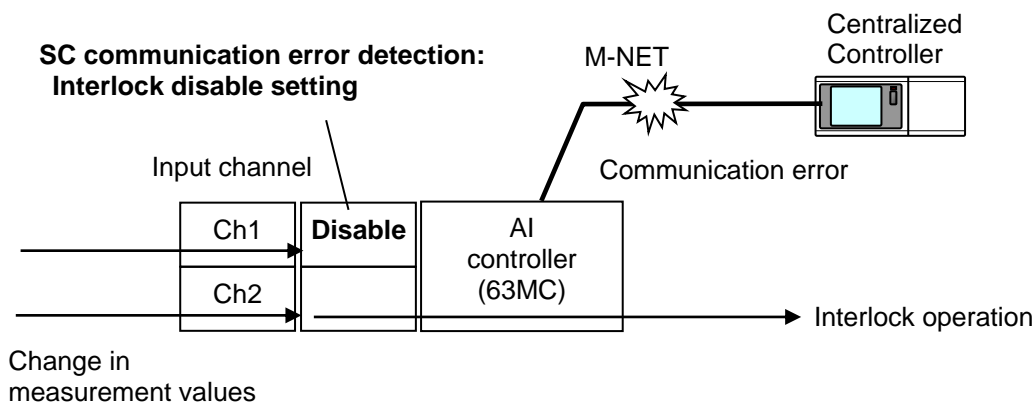 SC communication error detection:
Interlock disable setting
M-NET
Centralized
Controller
Input channel
Communication error
Ch1
Disable
AI
controller
(63MC)
Ch2
Interlock operation
Change in
measurement values